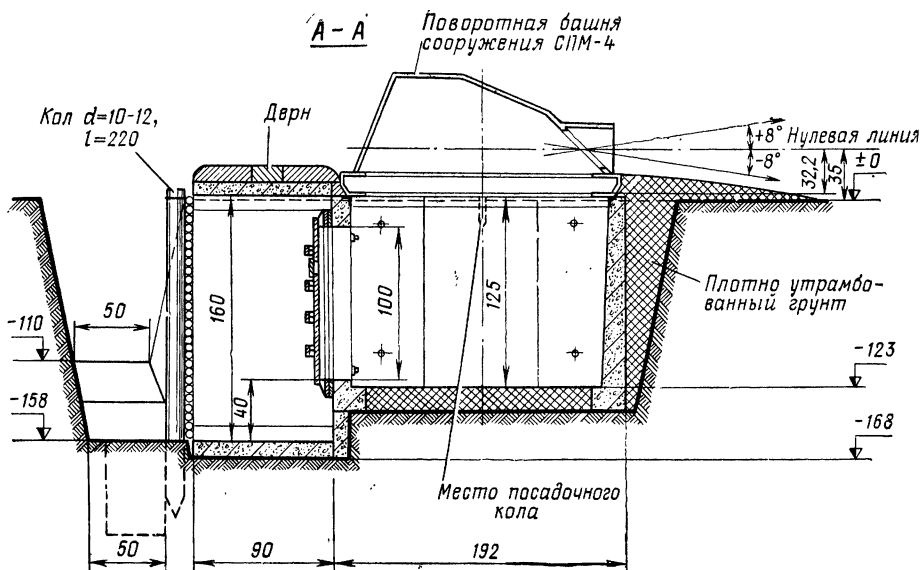 А-А
Поворотная башня
сооружения СПМ-4
Кол d=10-12,
l=220
Дерн
+8°
Нулевая линия
-8°
32,2
35
±0
160
100
125
50
40
Плотно утрамбо-
ванный грунт
-110
-123
-158
-168
Место посадочного
кола
50
90
192